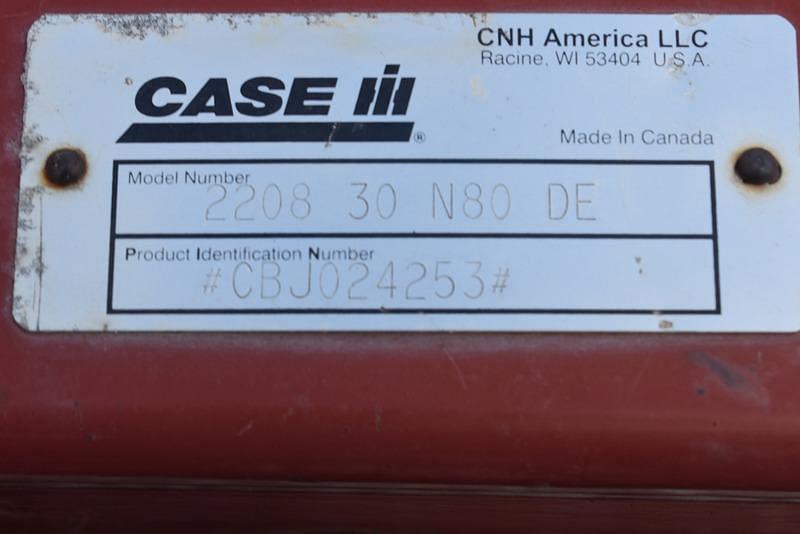 CNH America LLC
Racine, WI 53404 U.S.A.
CASE IH ®
Made In Canada
Model Number
2208 30 N80 DE
Product Identification Number
#CBJ024253#